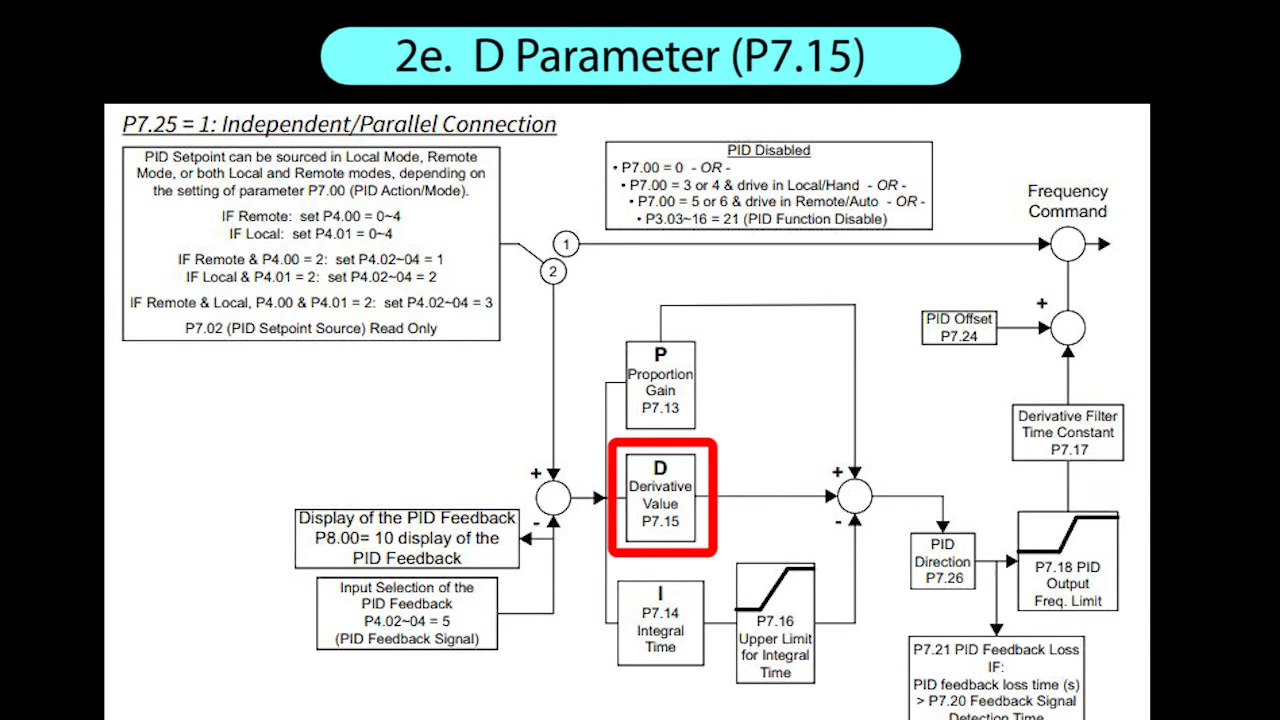 2e. D Parameter (P7.15)
P7.25 = 1: Independent/Parallel Connection
PID Setpoint can be sourced in Local Mode, Remote
Mode, or both Local and Remote modes, depending on
the setting of parameter P7.00 (PID Action/Mode).
IF Remote: set P4.00 = 0~4
IF Local: set P4.01 = 0~4
IF Remote & P4.00 = 2: set P4.02~04 = 1
IF Local & P4.01 = 2: set P4.02~04 = 2
IF Remote & Local, P4.00 & P4.01 = 2: set P4.02~04 = 3
P7.02 (PID Setpoint Source) Read Only
PID Disabled
• P7.00 = 0 - OR -
• P7.00 = 3 or 4 & drive in Local/Hand - OR -
• P7.00 = 5 or 6 & drive in Remote/Auto - OR -
• P3.03~16 = 21 (PID Function Disable)
Frequency
Command
1
2
+
PID Offset
P7.24
P
Proportion
Gain
P7.13
Derivative Filter
Time Constant
P7.17
+
-
D
Derivative
Value
P7.15
+
-
Display of the PID Feedback
P8.00= 10 display of the
PID Feedback
Input Selection of the
PID Feedback
P4.02~04 = 5
(PID Feedback Signal)
I
P7.14
Integral
Time
P7.16
Upper Limit
for Integral
Time
PID
Direction
P7.26
P7.18 PID
Output
Freq. Limit
P7.21 PID Feedback Loss
IF:
PID feedback loss time (s)
> P7.20 Feedback Signal
Detection Time